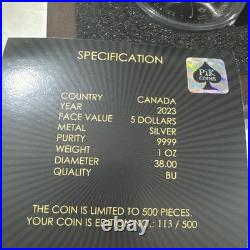 SPECIFICATION
PiK
COINS
COUNTRY CANADA
YEAR 2023
FACE VALUE 5 DOLLARS
METAL SILVER
PURITY 9999
WEIGHT 1 OZ
DIAMETER 38.00
QUALITY BU
THE COIN IS LIMITED TO 500 PIECES.
YOUR COIN IS EDITION 113 / 500